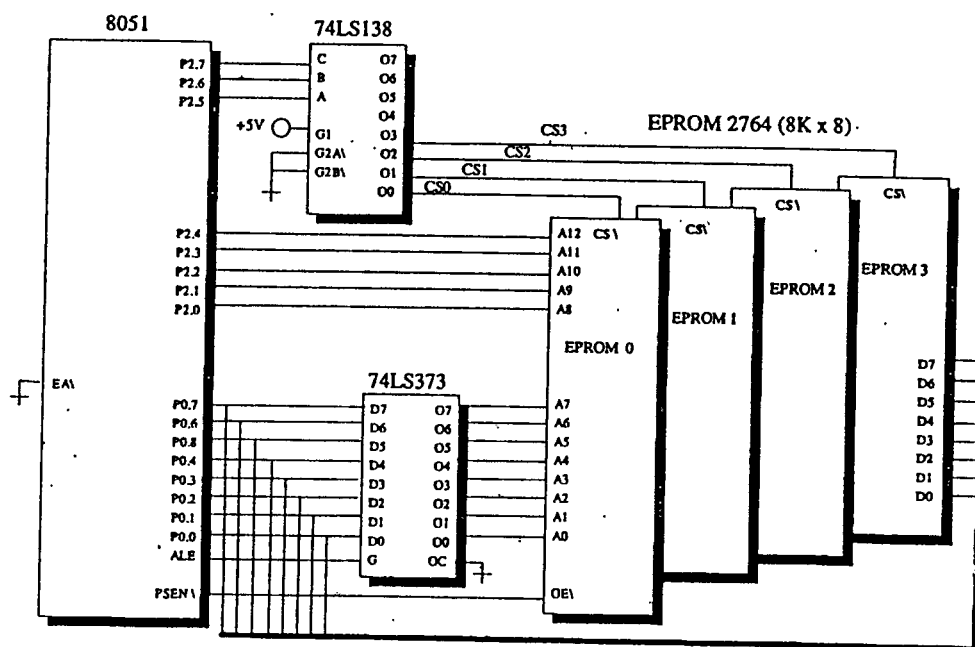 8051
74LS138
P2.7
P2.6
P2.5
C
B
A
G1
G2A\
G2B\
O7
O6
O5
O4
O3
O2
O1
D0
+5V
CS3
CS2
CS1
CS0
EPROM 2764 (8K x 8)
P2.4
P2.3
P2.2
P2.1
P2.0
A12
A11
A10
A9
A8
CS\
CS\
CS\
CS\
EPROM 0
EPROM 1
EPROM 2
EPROM 3
EA\
74LS373
P0.7
P0.6
P0.8
P0.4
P0.3
P0.2
P0.1
P0.0
ALE
PSEN\
D7
D6
D5
D4
D3
D2
D1
D0
G
O7
O6
O5
O4
O3
O2
O1
D0
OC
A7
A6
A5
A4
A3
A2
A1
A0
OE\
D7
D6
D5
D4
D3
D2
D1
D0